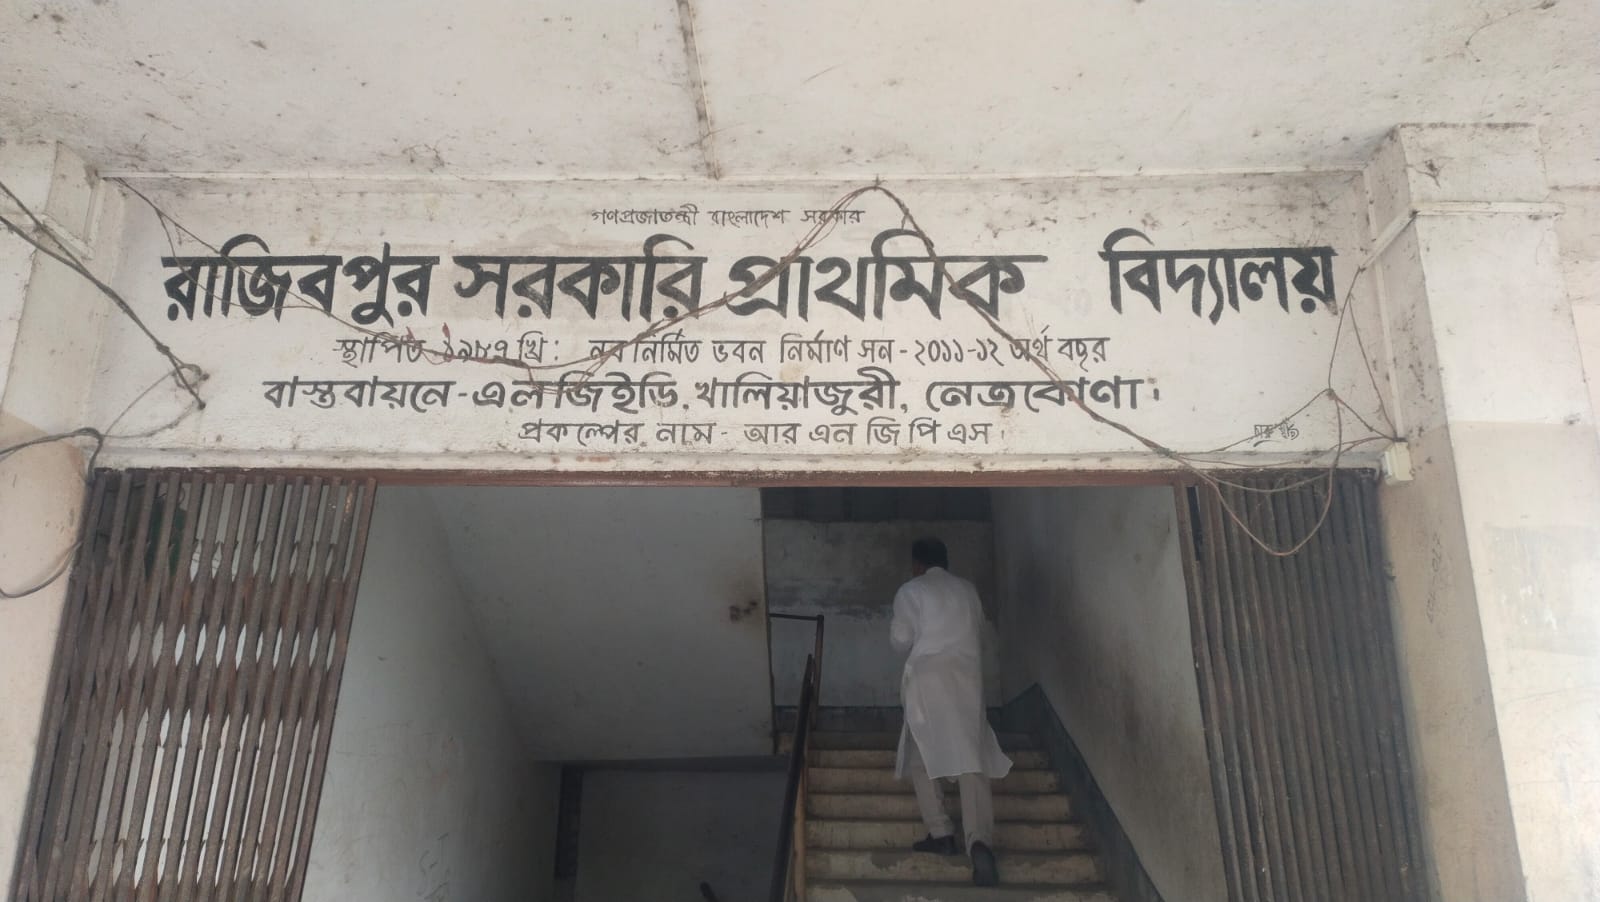 গণপ্রজাতন্ত্রী বাংলাদেশ সরকার
রাজিবপুর সরকারি প্রাথমিক বিদ্যালয়
স্থাপিত ১৯৮৭ খ্রি: নব নির্মিত ভবন নির্মাণ সন - ২০১১-১২ অর্থ বছর
বাস্তবায়নে - এলজিইডি, খালিয়াজুরী, নেত্রকোণা।
প্রকল্পের নাম - আর এন জি পি এস।